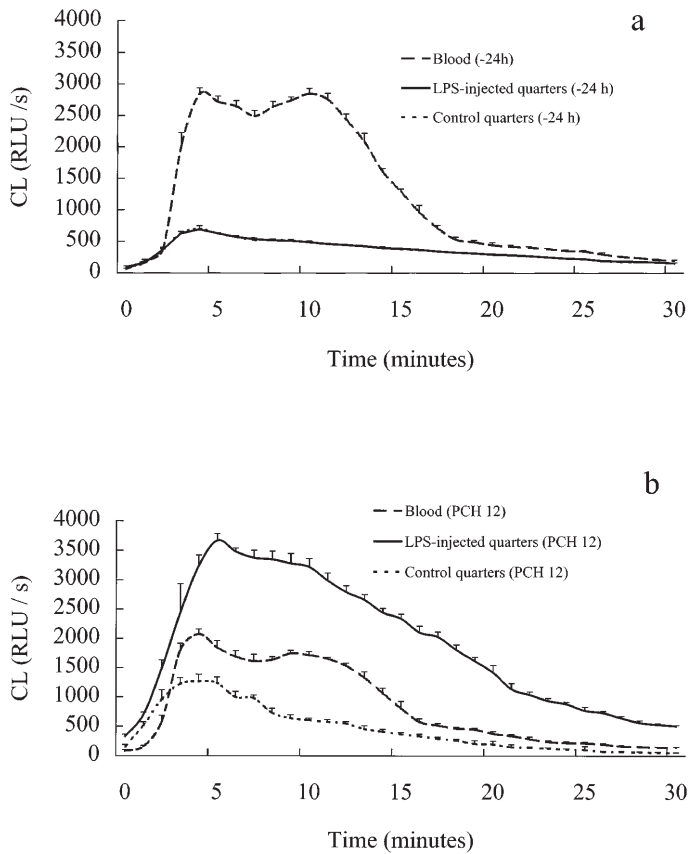 a
4000
3500
3000
2500
2000
1500
1000
500
0
CL (RLU /s)
Blood (-24h)
LPS-injected quarters (-24 h)
Control quarters (-24 h)
0 5 10 15 20 25 30
Time (minutes)
b
4000
3500
3000
2500
2000
1500
1000
500
0
CL (RLU / s)
Blood (PCH 12)
LPS-injected quarters (PCH 12)
Control quarters (PCH 12)
0 5 10 15 20 25 30
Time (minutes)